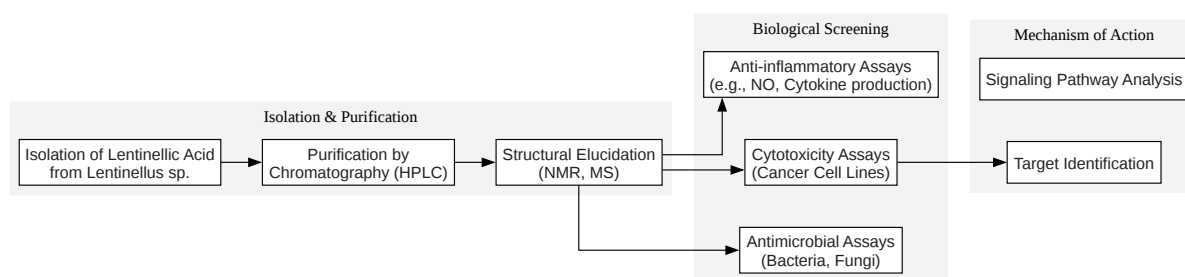 Isolation & Purification
Isolation of Lentinellic Acid
from Lentinellus sp.
Purification by
Chromatography (HPLC)
Structural Elucidation
(NMR, MS)
Biological Screening
Anti-inflammatory Assays
(e.g., NO, Cytokine production)
Cytotoxicity Assays
(Cancer Cell Lines)
Antimicrobial Assays
(Bacteria, Fungi)
Mechanism of Action
Signaling Pathway Analysis
Target Identification